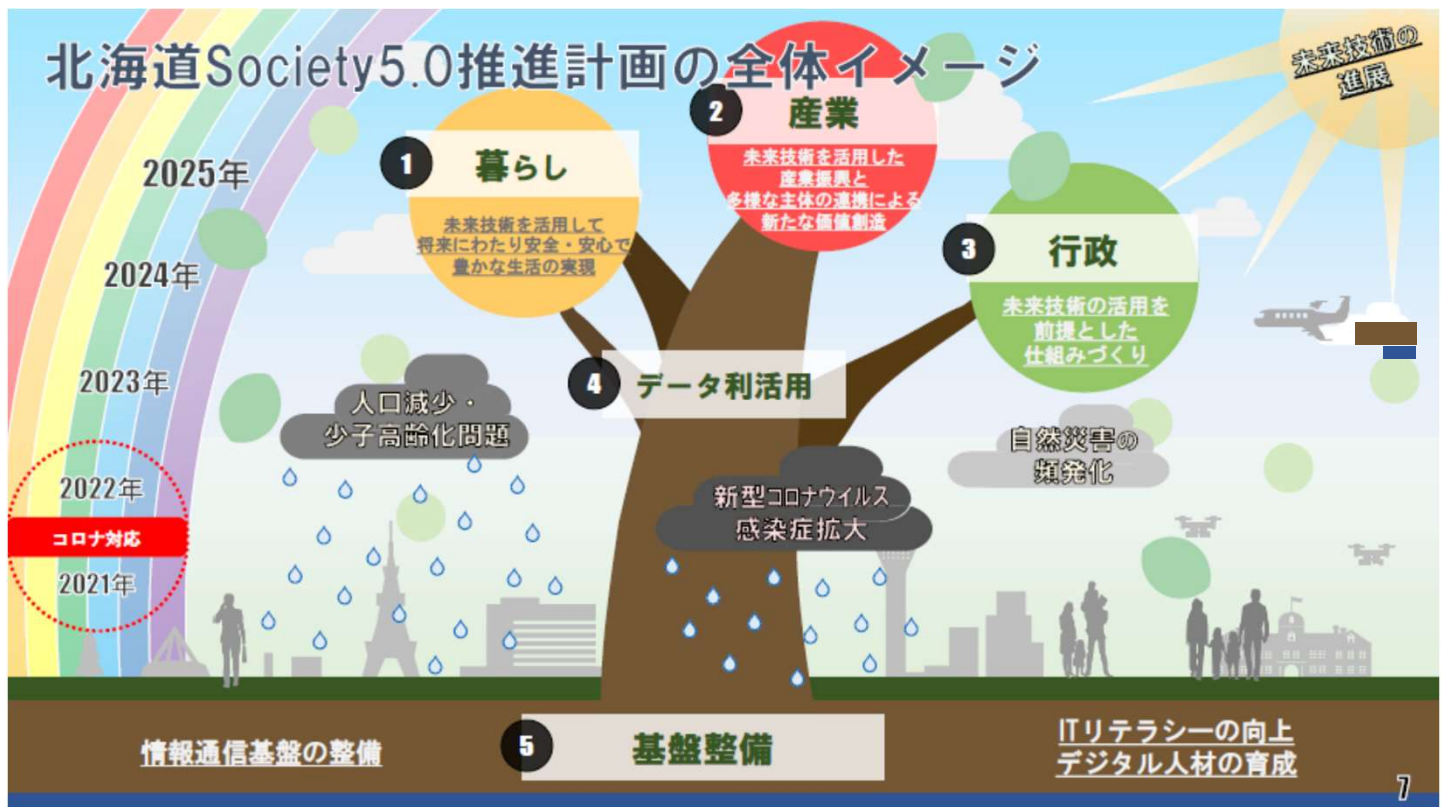 北海道Society5.0推進計画の全体イメージ
未来技術の
進展
2025年
2024年
2023年
2022年
コロナ対応
2021年
1
暮らし
未来技術を活用して
将来にわたり安全・安心で
豊かな生活の実現
2
産業
未来技術を活用した
産業振興と
多様な主体の連携による
新たな価値創造
3
行政
未来技術の活用を
前提とした
仕組みづくり
4
データ利活用
人口減少・
少子高齢化問題
新型コロナウイルス
感染症拡大
自然災害の
頻発化
情報通信基盤の整備
5
基盤整備
ITリテラシーの向上
デジタル人材の育成
7